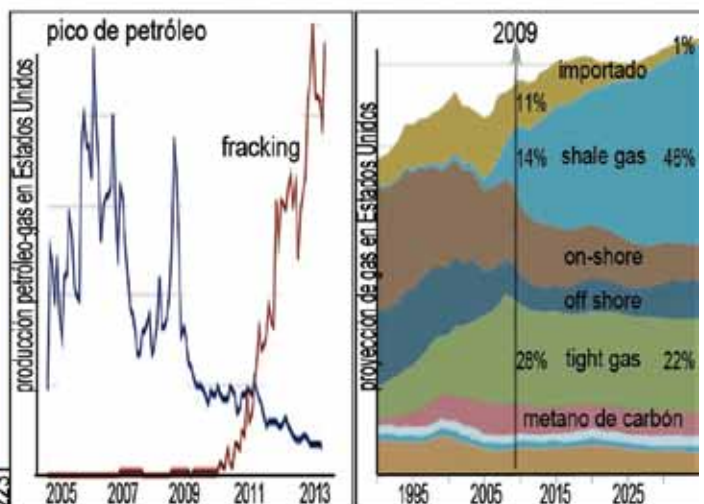 pico de petróleo
fracking
producción petróleo-gas en Estados Unidos
2005 2007 2009 2011 2013
2009
1%
importado
11%
14% shale gas 46%
on-shore
off shore
28% tight gas 22%
metano de carbón
proyección de gas en Estados Unidos
1995 2005 2015 2025